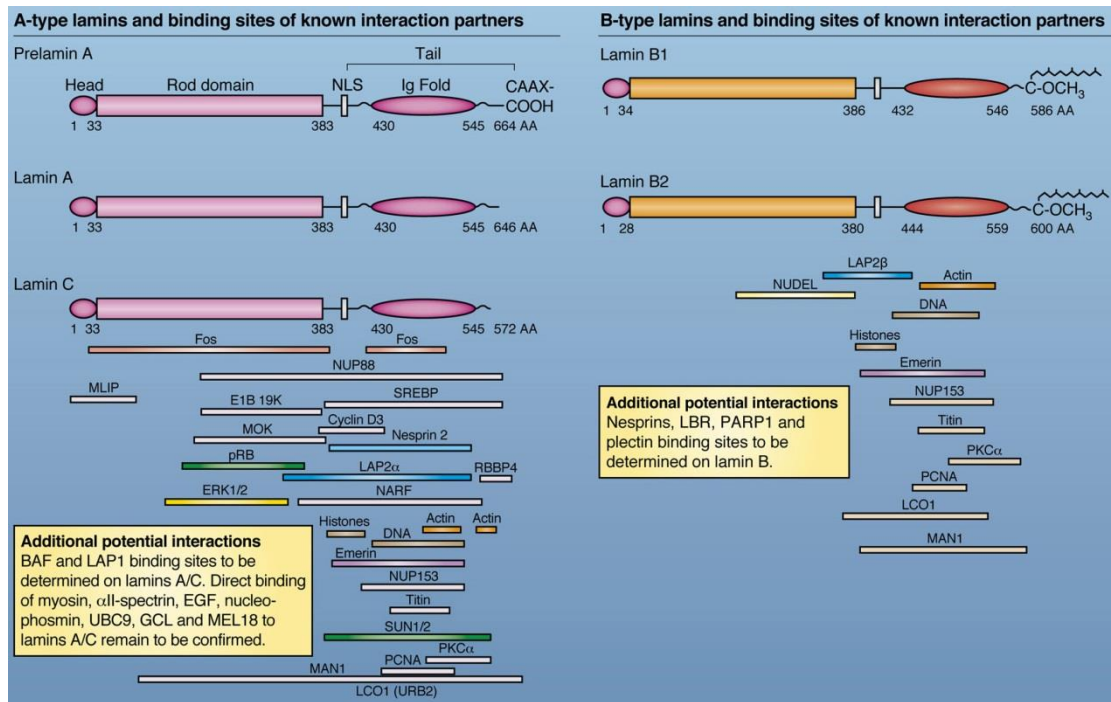 A-type lamins and binding sites of known interaction partners
Prelamin A
Tail
Head
Rod domain
NLS
Ig Fold
CAAX-
COOH
1 33
383
430
545
664 AA
Lamin A
1 33
383
430
545
646 AA
Lamin C
1 33
383
430
545
572 AA
Fos
Fos
NUP88
MLIP
E1B 19K
SREBP
Cyclin D3
MOK
Nesprin 2
pRB
LAP2α
RBBP4
ERK1/2
NARF
Histones
Actin
Actin
DNA
Emerin
NUP153
Titin
SUN1/2
PKCα
PCNA
MAN1
LCO1 (URB2)
Additional potential interactions
BAF and LAP1 binding sites to be
determined on lamins A/C. Direct binding
of myosin, αII-spectrin, EGF, nucleo-
phosmin, UBC9, GCL and MEL18 to
lamins A/C remain to be confirmed.
B-type lamins and binding sites of known interaction partners
Lamin B1
C-OCH3
1 34
386
432
546
586 AA
Lamin B2
C-OCH3
1 28
380
444
559
600 AA
LAP2β
NUDEL
Actin
DNA
Histones
Emerin
NUP153
Titin
PKCα
PCNA
LCO1
MAN1
Additional potential interactions
Nesprins, LBR, PARP1 and
plectin binding sites to be
determined on lamin B.